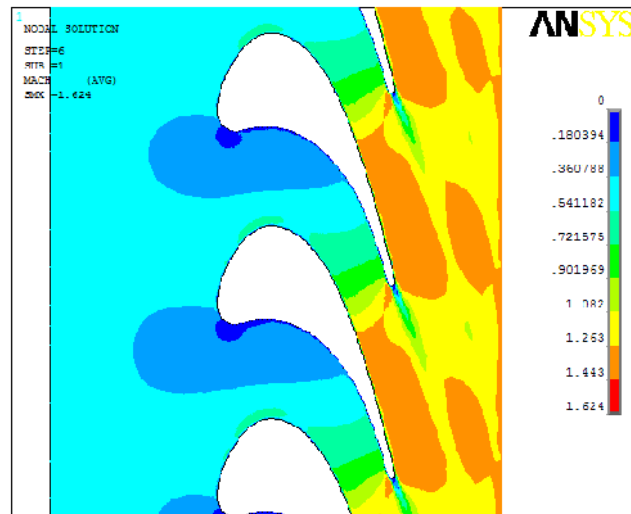 1
NODAL SOLUTION
STEP=6
SUB =1
MACH (AVG)
SMX =1.624
ANSYS
0
.180394
.360788
.541182
.721575
.901969
1.082
1.263
1.443
1.624